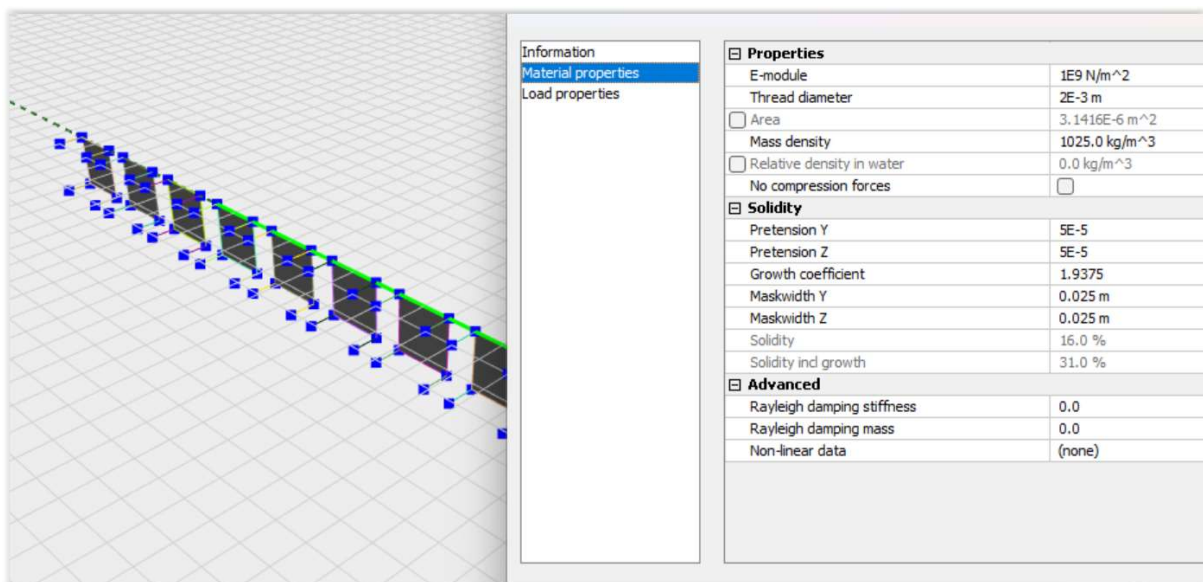 Information
Material properties
Load properties
Properties
E-module 1E9 N/m^2
Thread diameter 2E-3 m
Area 3.1416E-6 m^2
Mass density 1025.0 kg/m^3
Relative density in water 0.0 kg/m^3
No compression forces
Solidity
Pretension Y 5E-5
Pretension Z 5E-5
Growth coefficient 1.9375
Maskwidth Y 0.025 m
Maskwidth Z 0.025 m
Solidity 16.0 %
Solidity incl growth 31.0 %
Advanced
Rayleigh damping stiffness 0.0
Rayleigh damping mass 0.0
Non-linear data (none)